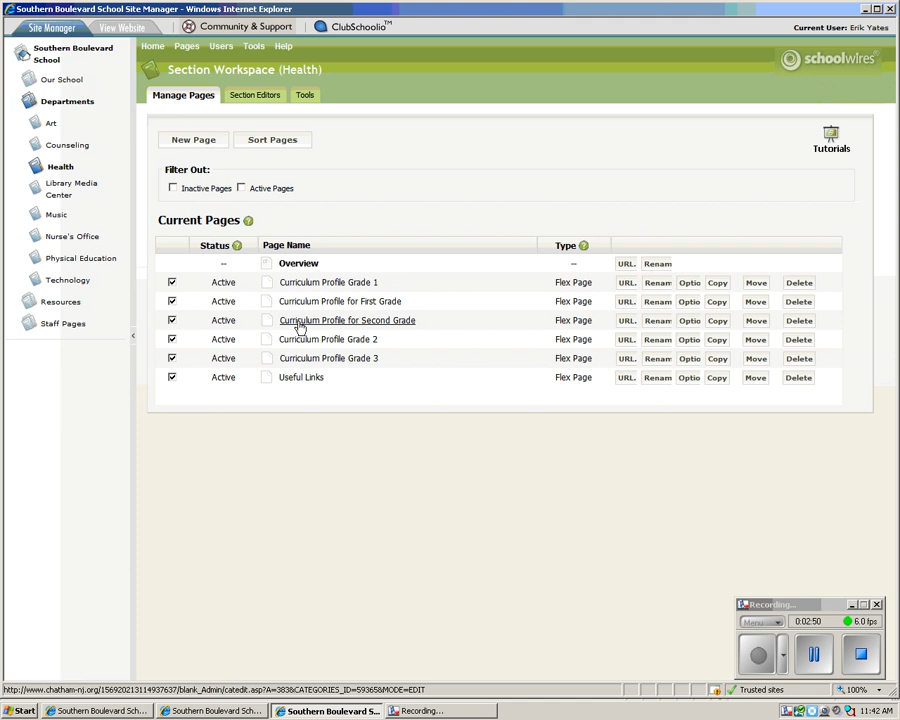 Southern Boulevard School Site Manager - Windows Internet Explorer
Site Manager
View Website
Community & Support
ClubSchoolio™
Current User: Erik Yates
Southern Boulevard School
Our School
Departments
Art
Counseling
Health
Library Media Center
Music
Nurse's Office
Physical Education
Technology
Resources
Staff Pages
Home Pages Users Tools Help
Section Workspace (Health)
schoolwires
Manage Pages Section Editors Tools
New Page Sort Pages
Tutorials
Filter Out:
Inactive Pages Active Pages
Current Pages
Status Page Name Type
-- Overview -- URL. Renam
Active Curriculum Profile Grade 1 Flex Page URL. Renam Optio Copy Move Delete
Active Curriculum Profile for First Grade Flex Page URL. Renam Optio Copy Move Delete
Active Curriculum Profile for Second Grade Flex Page URL. Renam Optio Copy Move Delete
Active Curriculum Profile Grade 2 Flex Page URL. Renam Optio Copy Move Delete
Active Curriculum Profile Grade 3 Flex Page URL. Renam Optio Copy Move Delete
Active Useful Links Flex Page URL. Renam Optio Copy Move Delete
Recording...
Menu 0:02:50 6.0 fps
http://www.chatham-nj.org/156920213114937637/blank_Admin/catedit.asp?A=383&CATEGORIES_ID=59365&MODE=EDIT
Trusted sites
100%
Start
Southern Boulevard Sch...
Southern Boulevard Sch...
Southern Boulevard S...
Recording...
11:42 AM